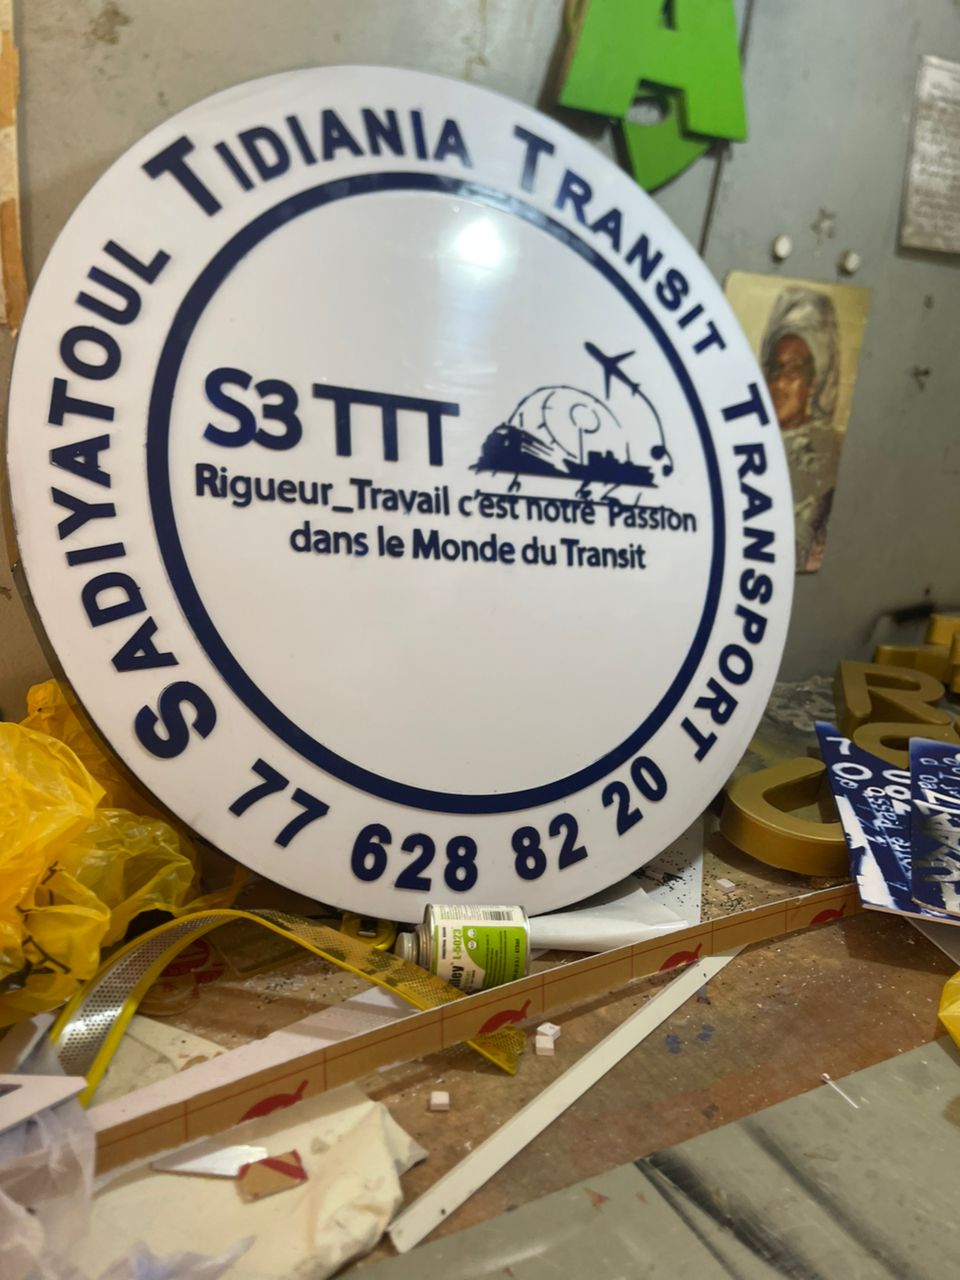 SADIYATOUL TIDIANIA TRANSIT TRANSPORT
S3 TTT
Rigueur_Travail c'est notre Passion
dans le Monde du Transit
77 628 82 20
L-5023